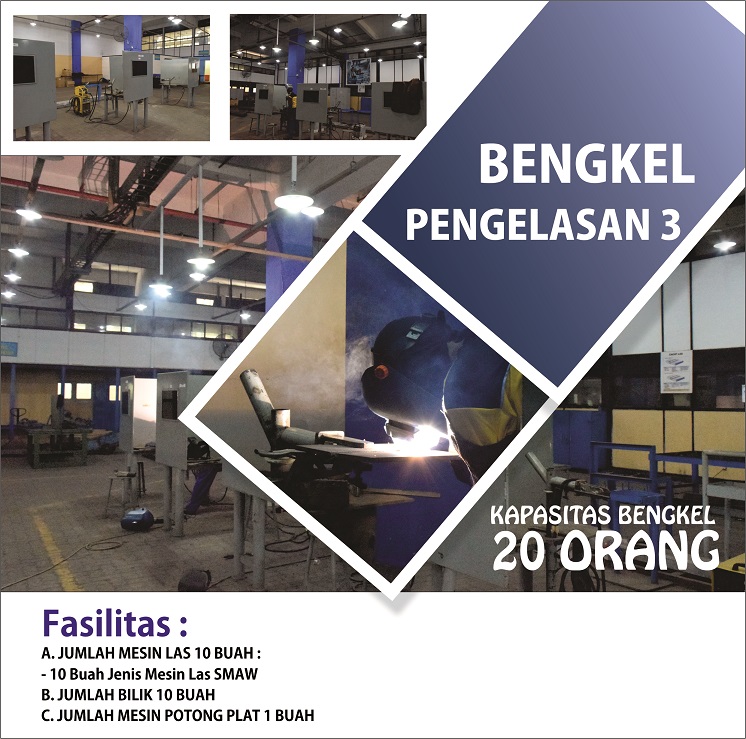 BENGKEL
PENGELASAN 3
KAPASITAS BENGKEL
20 ORANG
Fasilitas :
A. JUMLAH MESIN LAS 10 BUAH :
- 10 Buah Jenis Mesin Las SMAW
B. JUMLAH BILIK 10 BUAH
C. JUMLAH MESIN POTONG PLAT 1 BUAH